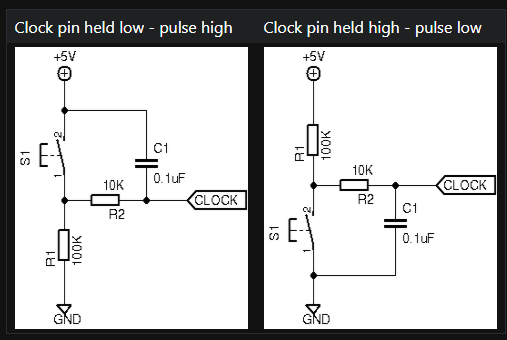 Clock pin held low - pulse high
+5V
2
S1
1
C1
0.1uF
10K
R2
CLOCK
R1
100K
GND
Clock pin held high - pulse low
+5V
R1
100K
10K
R2
CLOCK
2
S1
1
C1
0.1uF
GND